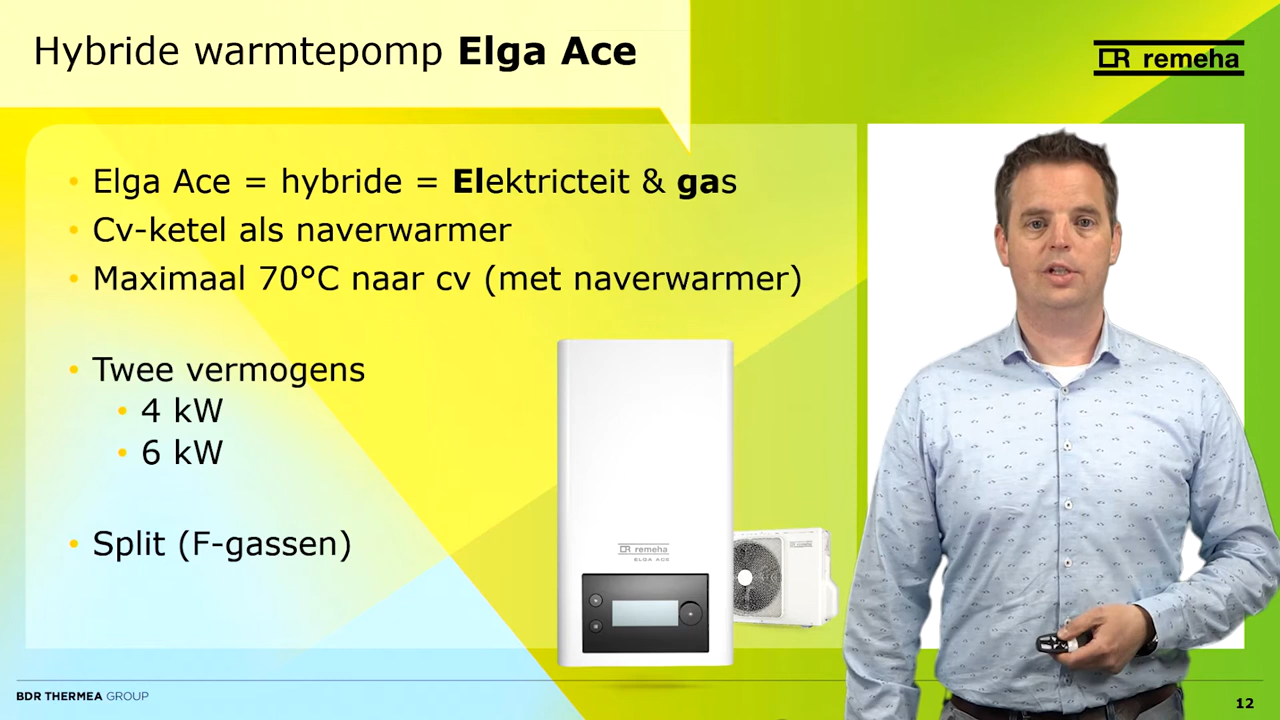 Hybride warmtepomp Elga Ace
remeha
Elga Ace = hybride = Elektricteit & gas
Cv-ketel als naverwarmer
Maximaal 70°C naar cv (met naverwarmer)
Twee vermogens
4 kW
6 kW
Split (F-gassen)
remeha
ELGA ACE
BDR THERMEA GROUP
12